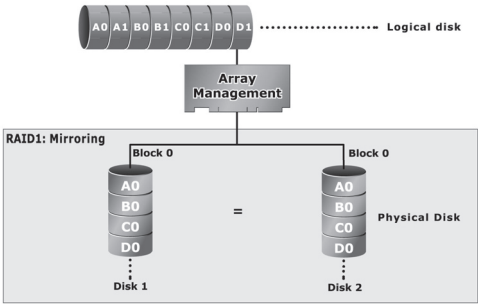 A0 A1 B0 B1 C0 C1 D0 D1 Logical disk
Array
Management
RAID1: Mirroring
Block 0 Block 0
A0 A0
B0 = B0 Physical Disk
C0 C0
D0 D0
Disk 1 Disk 2